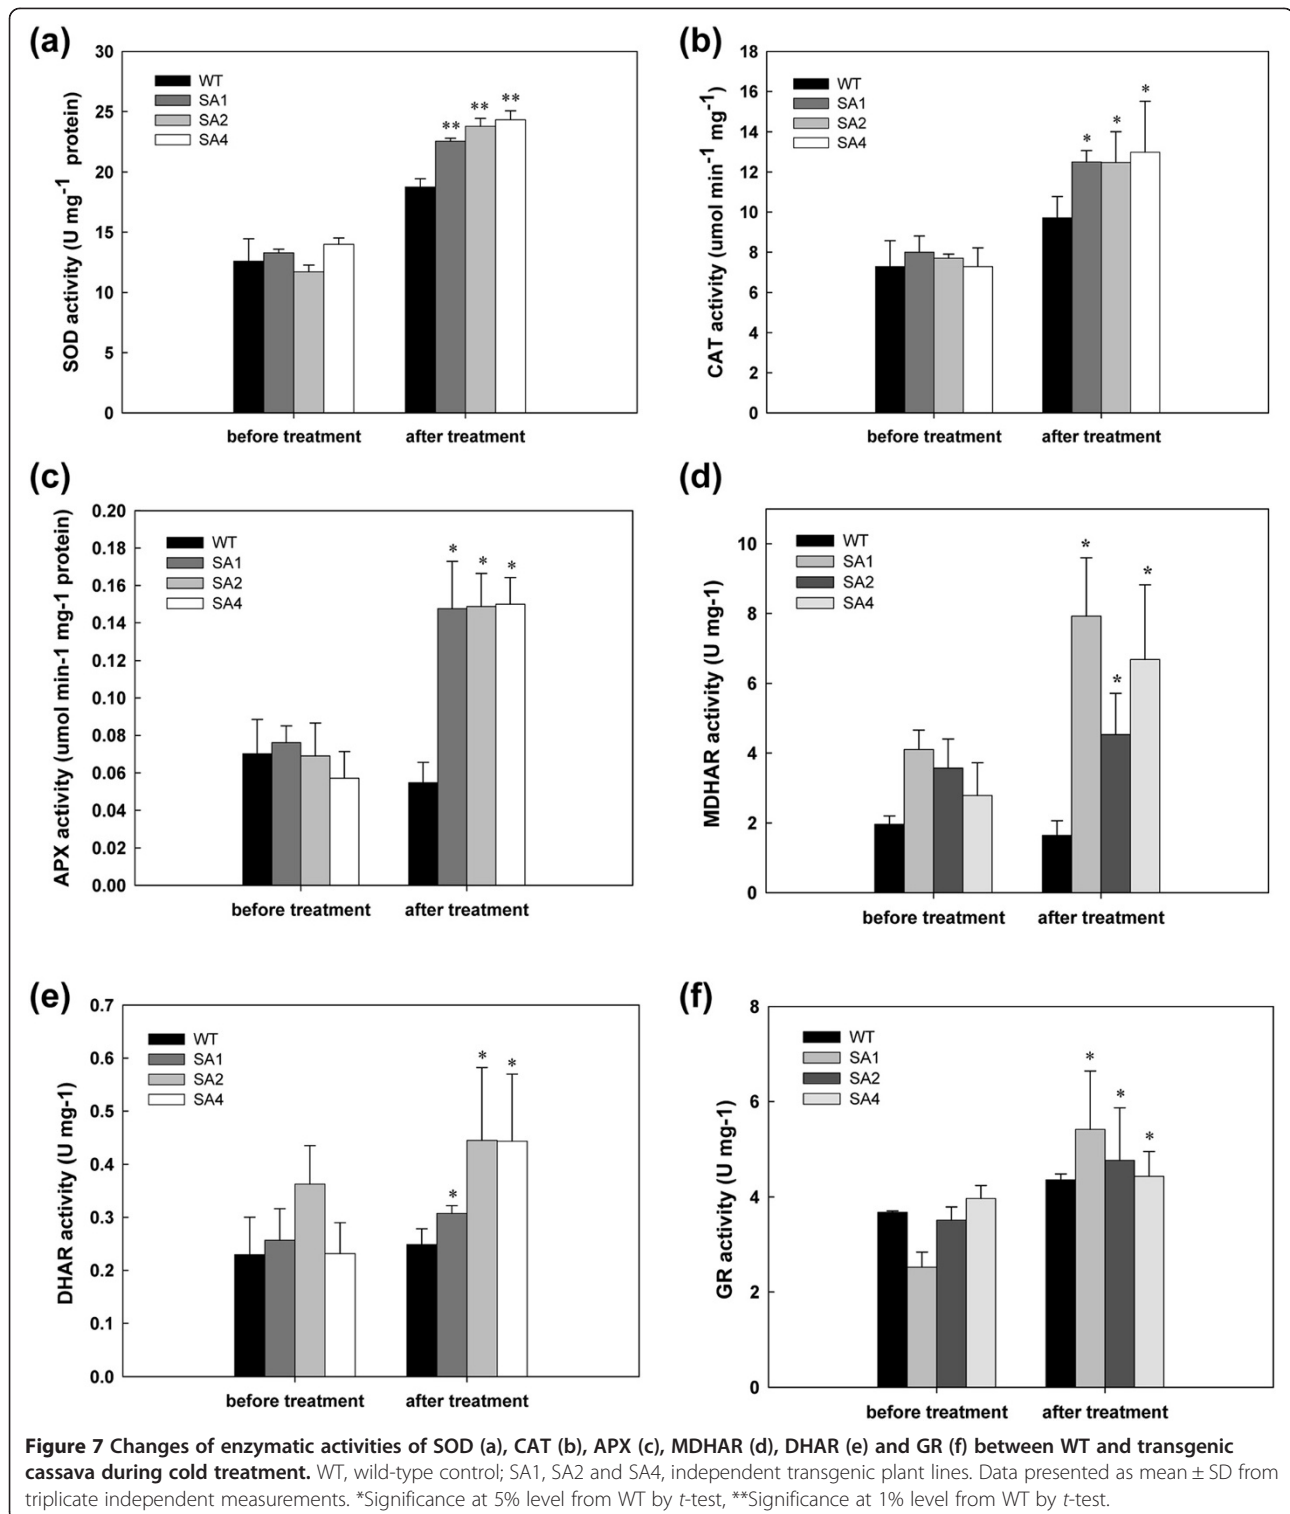 (a)
SOD activity (U mg-1 protein)
30
25
20
15
10
5
0
WT
SA1
SA2
SA4
**
**
**
before treatment
after treatment
(b)
CAT activity (umol min-1 mg-1)
18
16
14
12
10
8
6
4
2
0
WT
SA1
SA2
SA4
*
*
*
before treatment
after treatment
(c)
APX activity (umol min-1 mg-1 protein)
0.20
0.18
0.16
0.14
0.12
0.10
0.08
0.06
0.04
0.02
0.00
WT
SA1
SA2
SA4
*
*
*
before treatment
after treatment
(d)
MDHAR activity (U mg-1)
10
8
6
4
2
0
WT
SA1
SA2
SA4
*
*
*
before treatment
after treatment
(e)
DHAR activity (U mg-1)
0.7
0.6
0.5
0.4
0.3
0.2
0.1
0.0
WT
SA1
SA2
SA4
*
*
*
before treatment
after treatment
(f)
GR activity (U mg-1)
8
6
4
2
0
WT
SA1
SA2
SA4
*
*
*
before treatment
after treatment
Figure 7 Changes of enzymatic activities of SOD (a), CAT (b), APX (c), MDHAR (d), DHAR (e) and GR (f) between WT and transgenic
cassava during cold treatment. WT, wild-type control; SA1, SA2 and SA4, independent transgenic plant lines. Data presented as mean ± SD from
triplicate independent measurements. *Significance at 5% level from WT by t-test, **Significance at 1% level from WT by t-test.